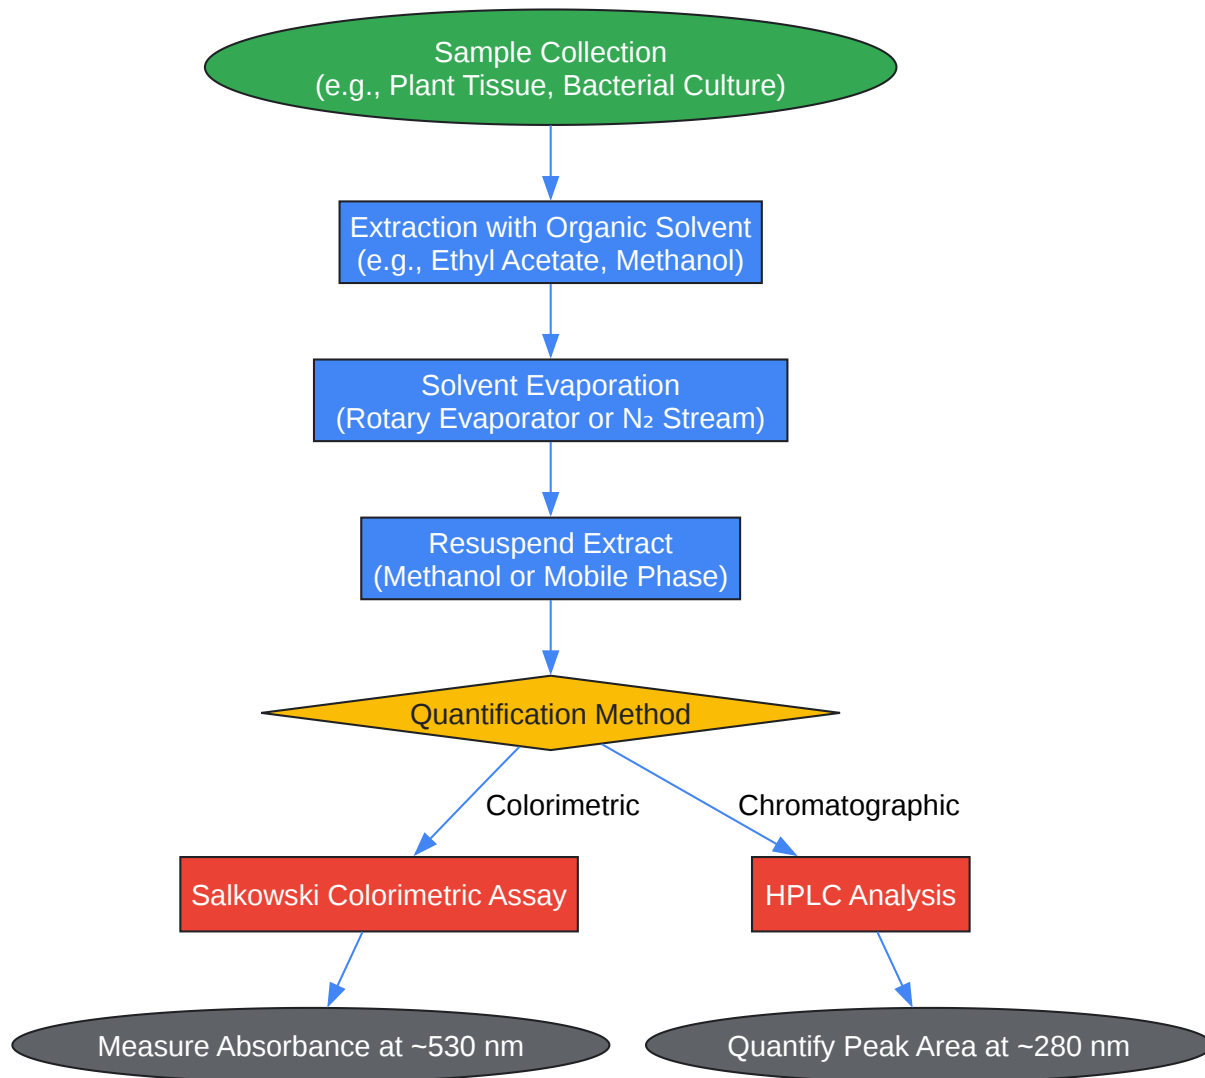 Sample Collection
(e.g., Plant Tissue, Bacterial Culture)
Extraction with Organic Solvent
(e.g., Ethyl Acetate, Methanol)
Solvent Evaporation
(Rotary Evaporator or N₂ Stream)
Resuspend Extract
(Methanol or Mobile Phase)
Quantification Method
Colorimetric
Chromatographic
Salkowski Colorimetric Assay
HPLC Analysis
Measure Absorbance at ~530 nm
Quantify Peak Area at ~280 nm